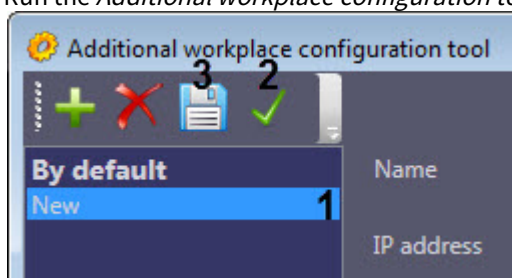 Run the Additional workplace configuration to
Additional workplace configuration tool
3 2
By default
Name
New 1
IP address